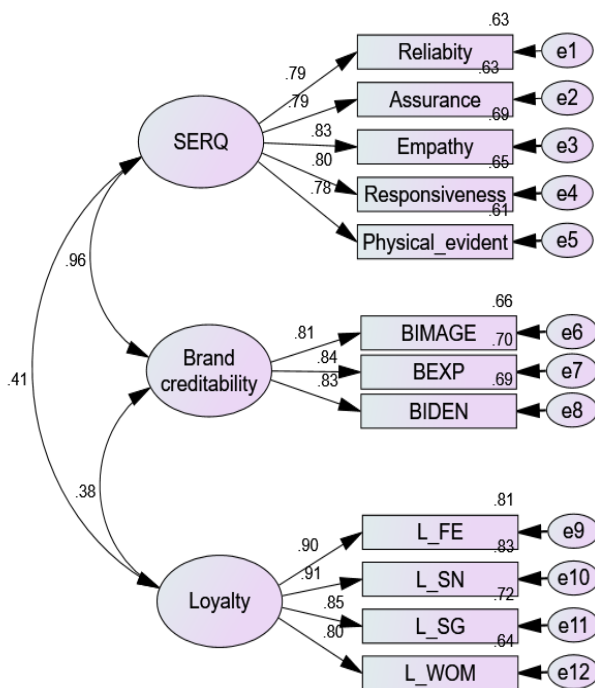 .63
Reliabity
e1
.79
.63
Assurance
e2
.79
.69
SERQ
.83
Empathy
e3
.65
.80
Responsiveness
e4
.61
.78
Physical_evident
e5
.96
.66
.81
BIMAGE
e6
.70
Brand
creditability
.84
BEXP
e7
.69
.83
BIDEN
e8
.41
.38
.81
.90
L_FE
e9
.83
.91
L_SN
e10
.72
Loyalty
.85
L_SG
e11
.64
.80
L_WOM
e12